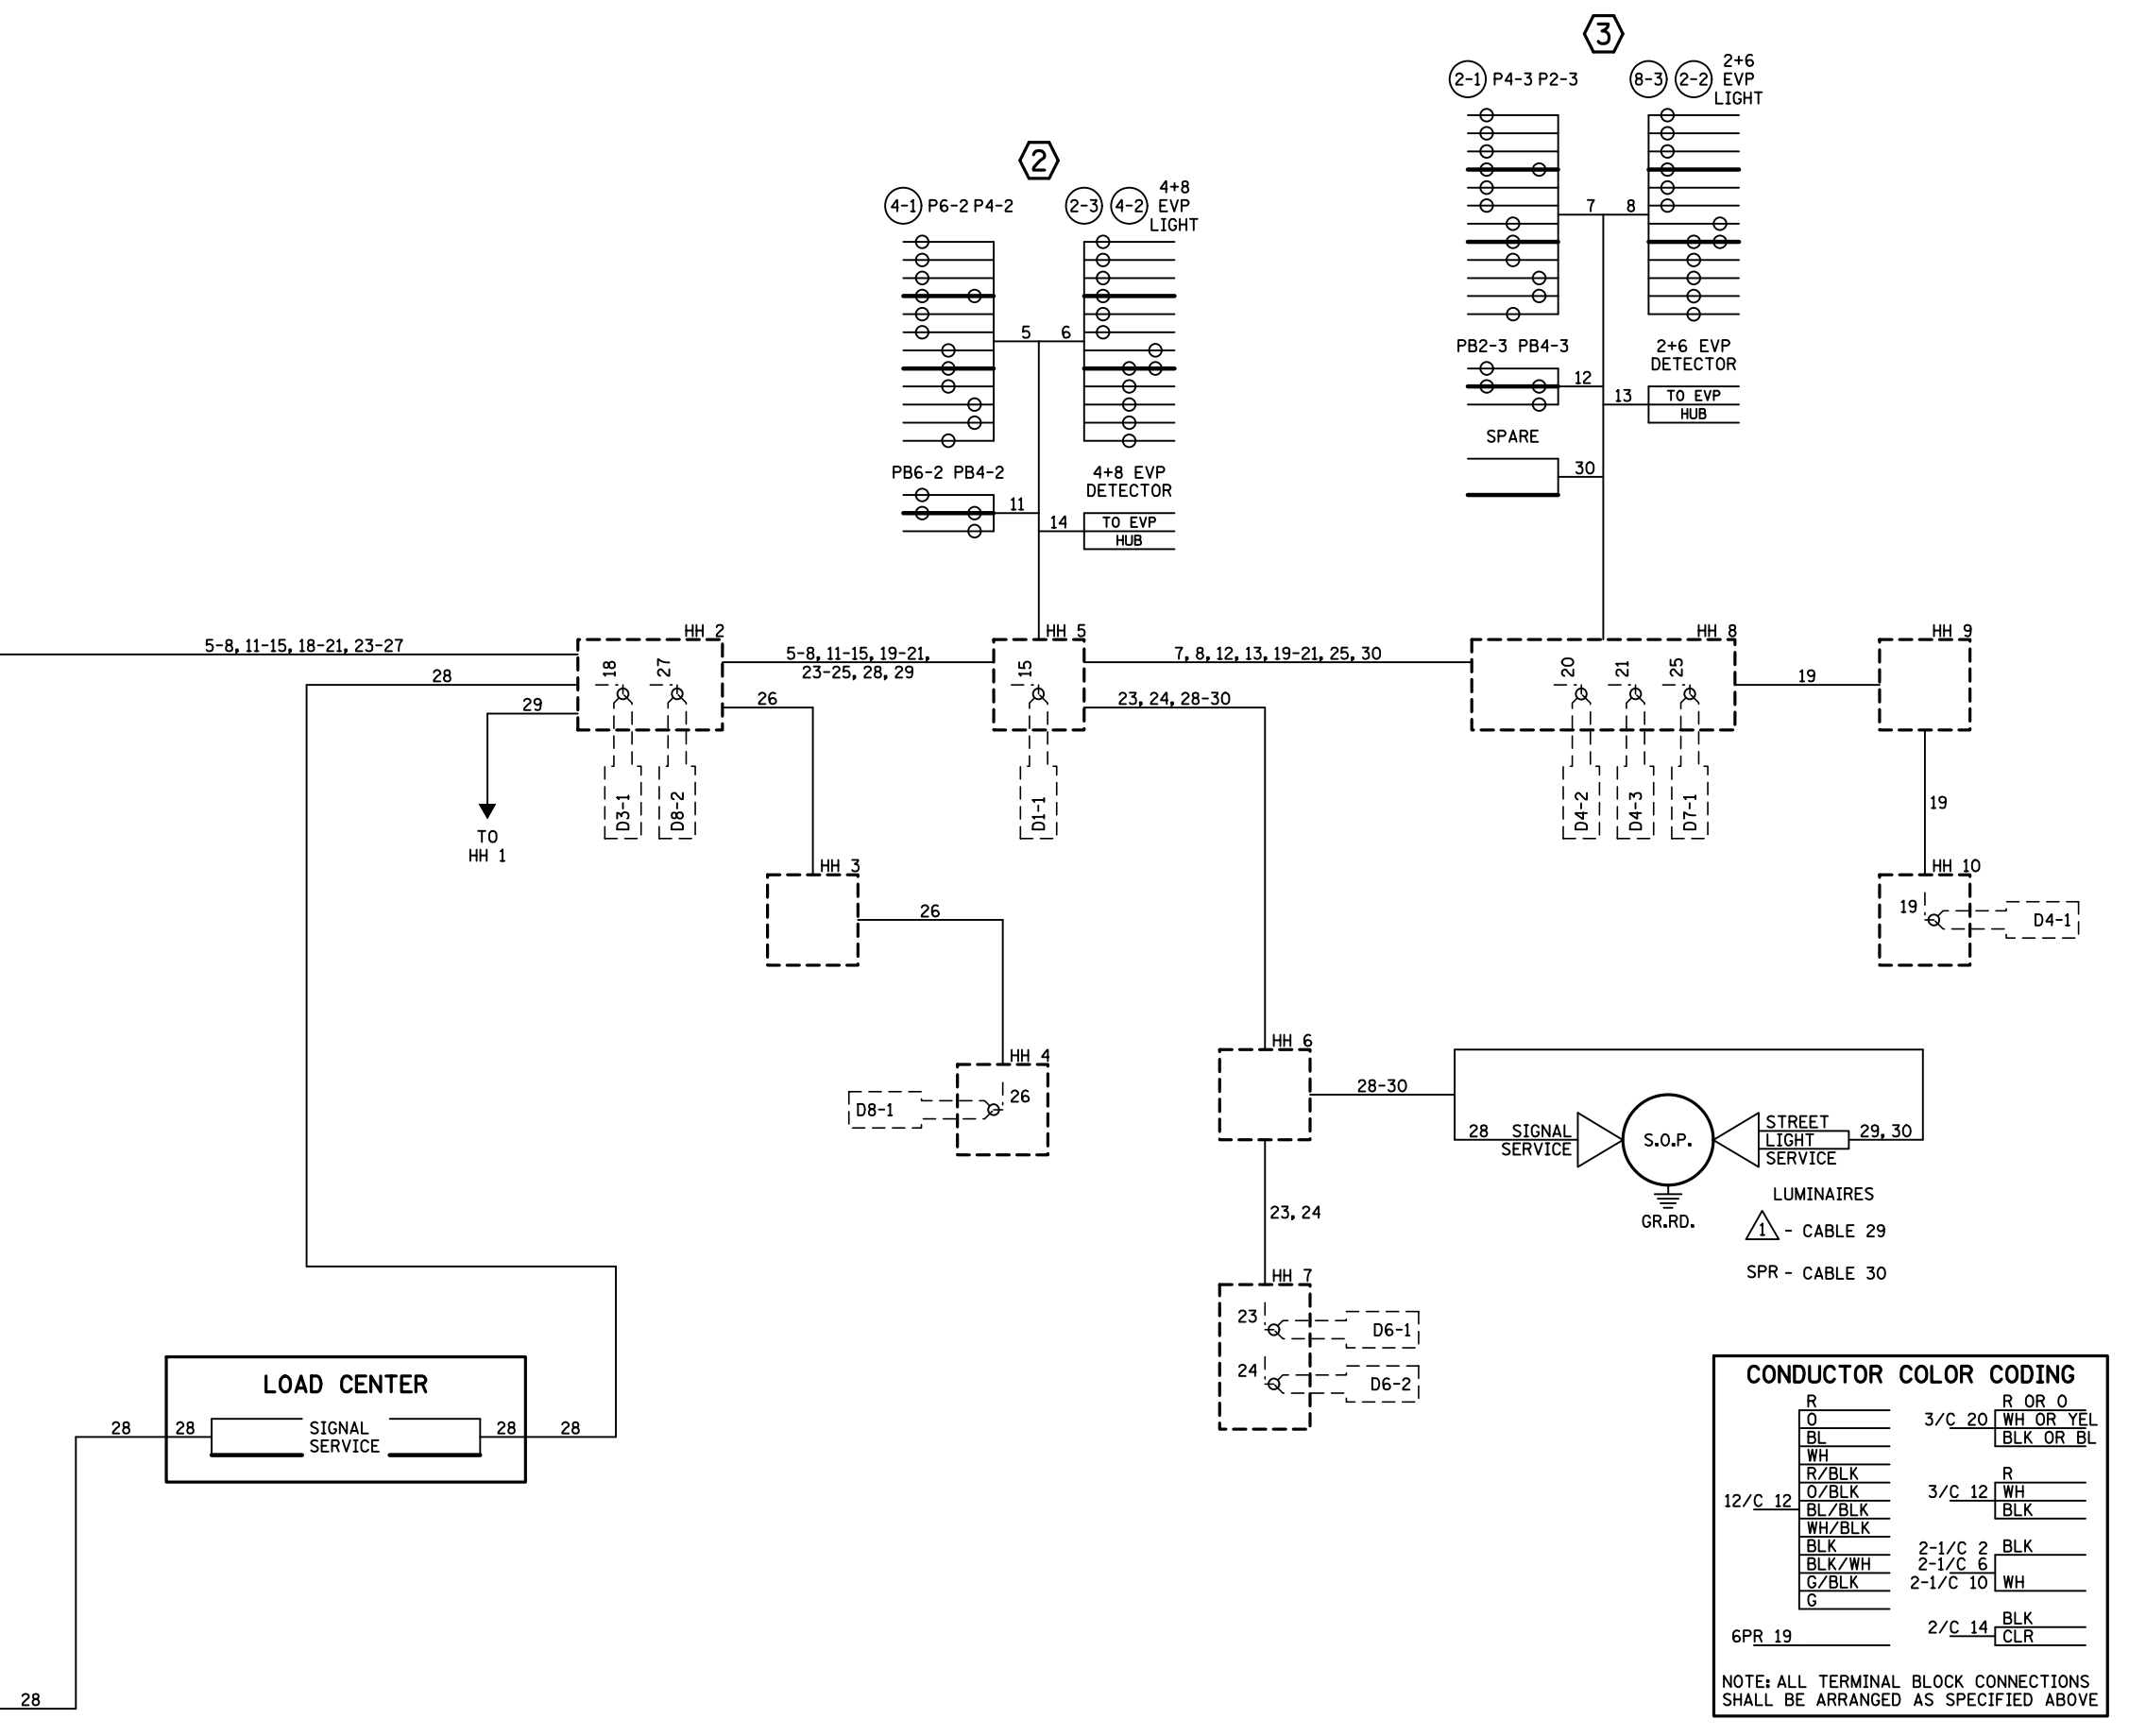 3
2-1 P4-3 P2-3
8-3 2-2 2+6
EVP
LIGHT
7 8
PB2-3 PB4-3
12
2+6 EVP
DETECTOR
13
TO EVP
HUB
SPARE
30
2
4-1 P6-2 P4-2
2-3 4-2 4+8
EVP
LIGHT
5 6
PB6-2 PB4-2
11
4+8 EVP
DETECTOR
14
TO EVP
HUB
5-8, 11-15, 18-21, 23-27
28
29
TO
HH 1
HH 2
18 27
D3-1 D8-2
5-8, 11-15, 19-21,
23-25, 28, 29
26
HH 5
15
D1-1
7, 8, 12, 13, 19-21, 25, 30
23, 24, 28-30
HH 8
20 21 25
D4-2 D4-3 D7-1
19
HH 9
19
HH 10
19
D4-1
HH 3
26
HH 4
26
D8-1
HH 6
28-30
28 SIGNAL
SERVICE
S.O.P.
GR.RD.
STREET
LIGHT
SERVICE
29, 30
LUMINAIRES
1 - CABLE 29
SPR - CABLE 30
23, 24
HH 7
23
D6-1
24
D6-2
LOAD CENTER
28 28 SIGNAL
SERVICE
28 28
28
CONDUCTOR COLOR CODING
12/C 12
R
O
BL
WH
R/BLK
O/BLK
BL/BLK
WH/BLK
BLK
BLK/WH
G/BLK
G
6PR 19
3/C 20
R OR O
WH OR YEL
BLK OR BL
3/C 12
R
WH
BLK
2-1/C 2
2-1/C 6
2-1/C 10
BLK
WH
2/C 14
BLK
CLR
NOTE: ALL TERMINAL BLOCK CONNECTIONS
SHALL BE ARRANGED AS SPECIFIED ABOVE